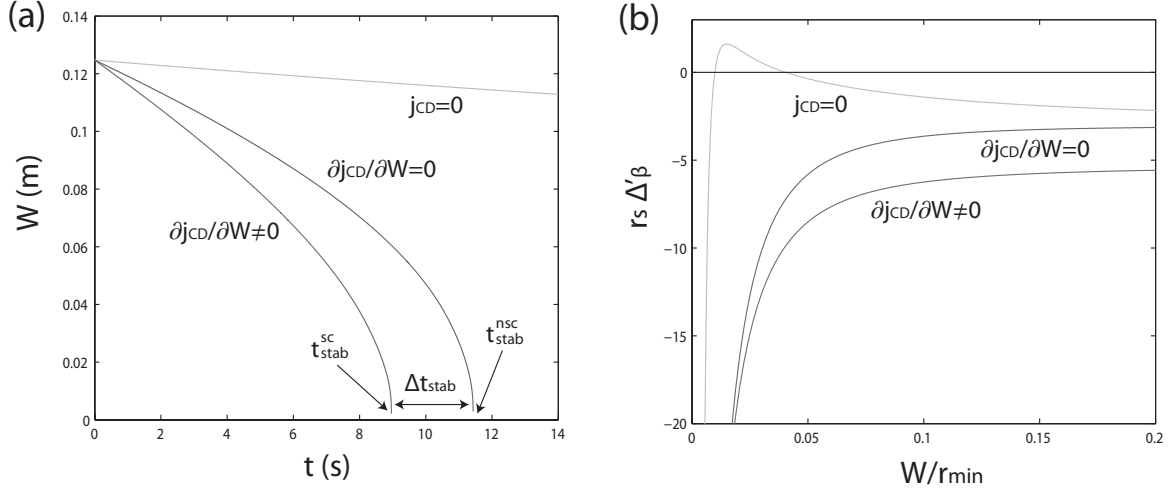 (a)
0.14
0.12
0.1
0.08
0.06
0.04
0.02
0
W (m)
jCD=0
∂jCD/∂W=0
∂jCD/∂W≠0
t^sc_stab
t^nsc_stab
Δtstab
0 2 4 6 8 10 12 14
t (s)
(b)
0
−5
−10
−15
−20
rs Δ'β
jCD=0
∂jCD/∂W=0
∂jCD/∂W≠0
0 0.05 0.1 0.15 0.2
W/rmin